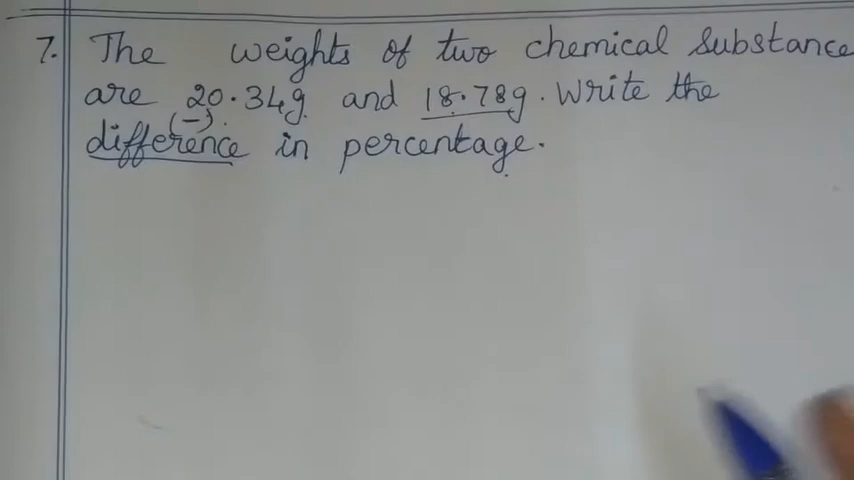 7. The weights of two chemical substance
are 20.34g and 18.78g. Write the
(-)
difference in percentage.